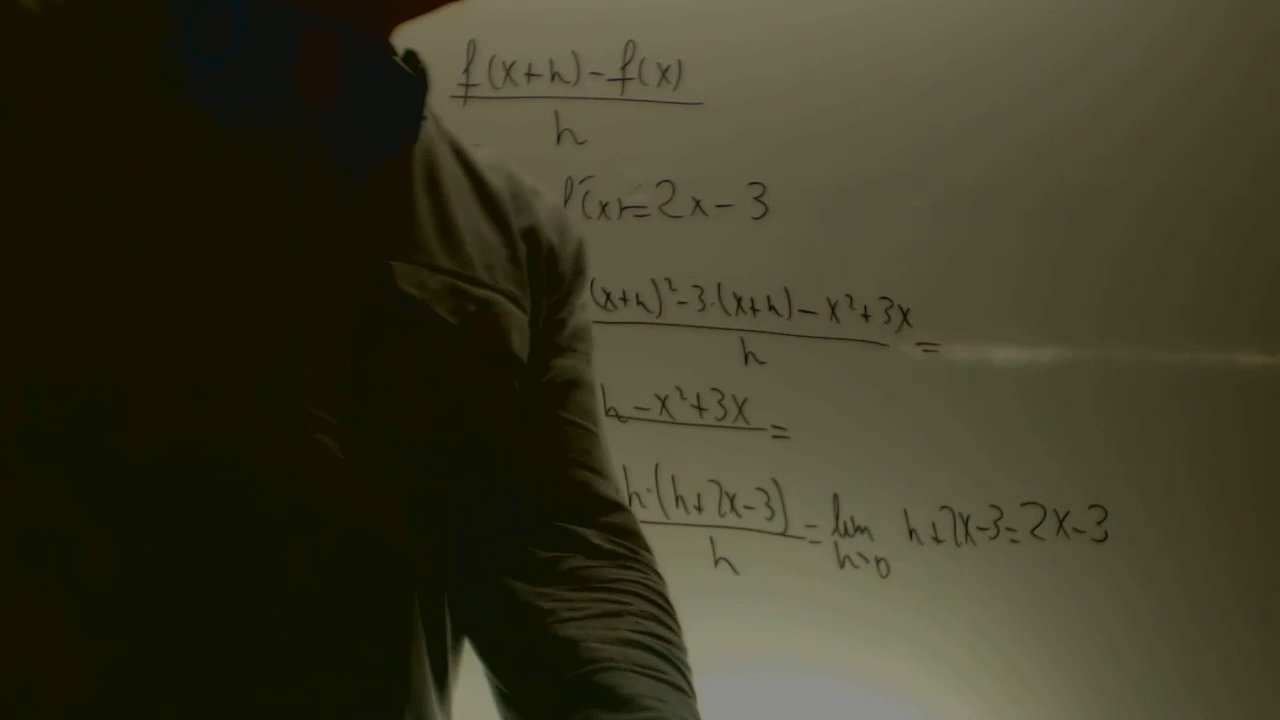 f(x+h)-f(x)
h
f'(x)=2x-3
(x+h)²-3·(x+h)-x²+3x
h =
h-x²+3x =
h·(h+2x-3)
h = lim h→0 h+2x-3=2x-3